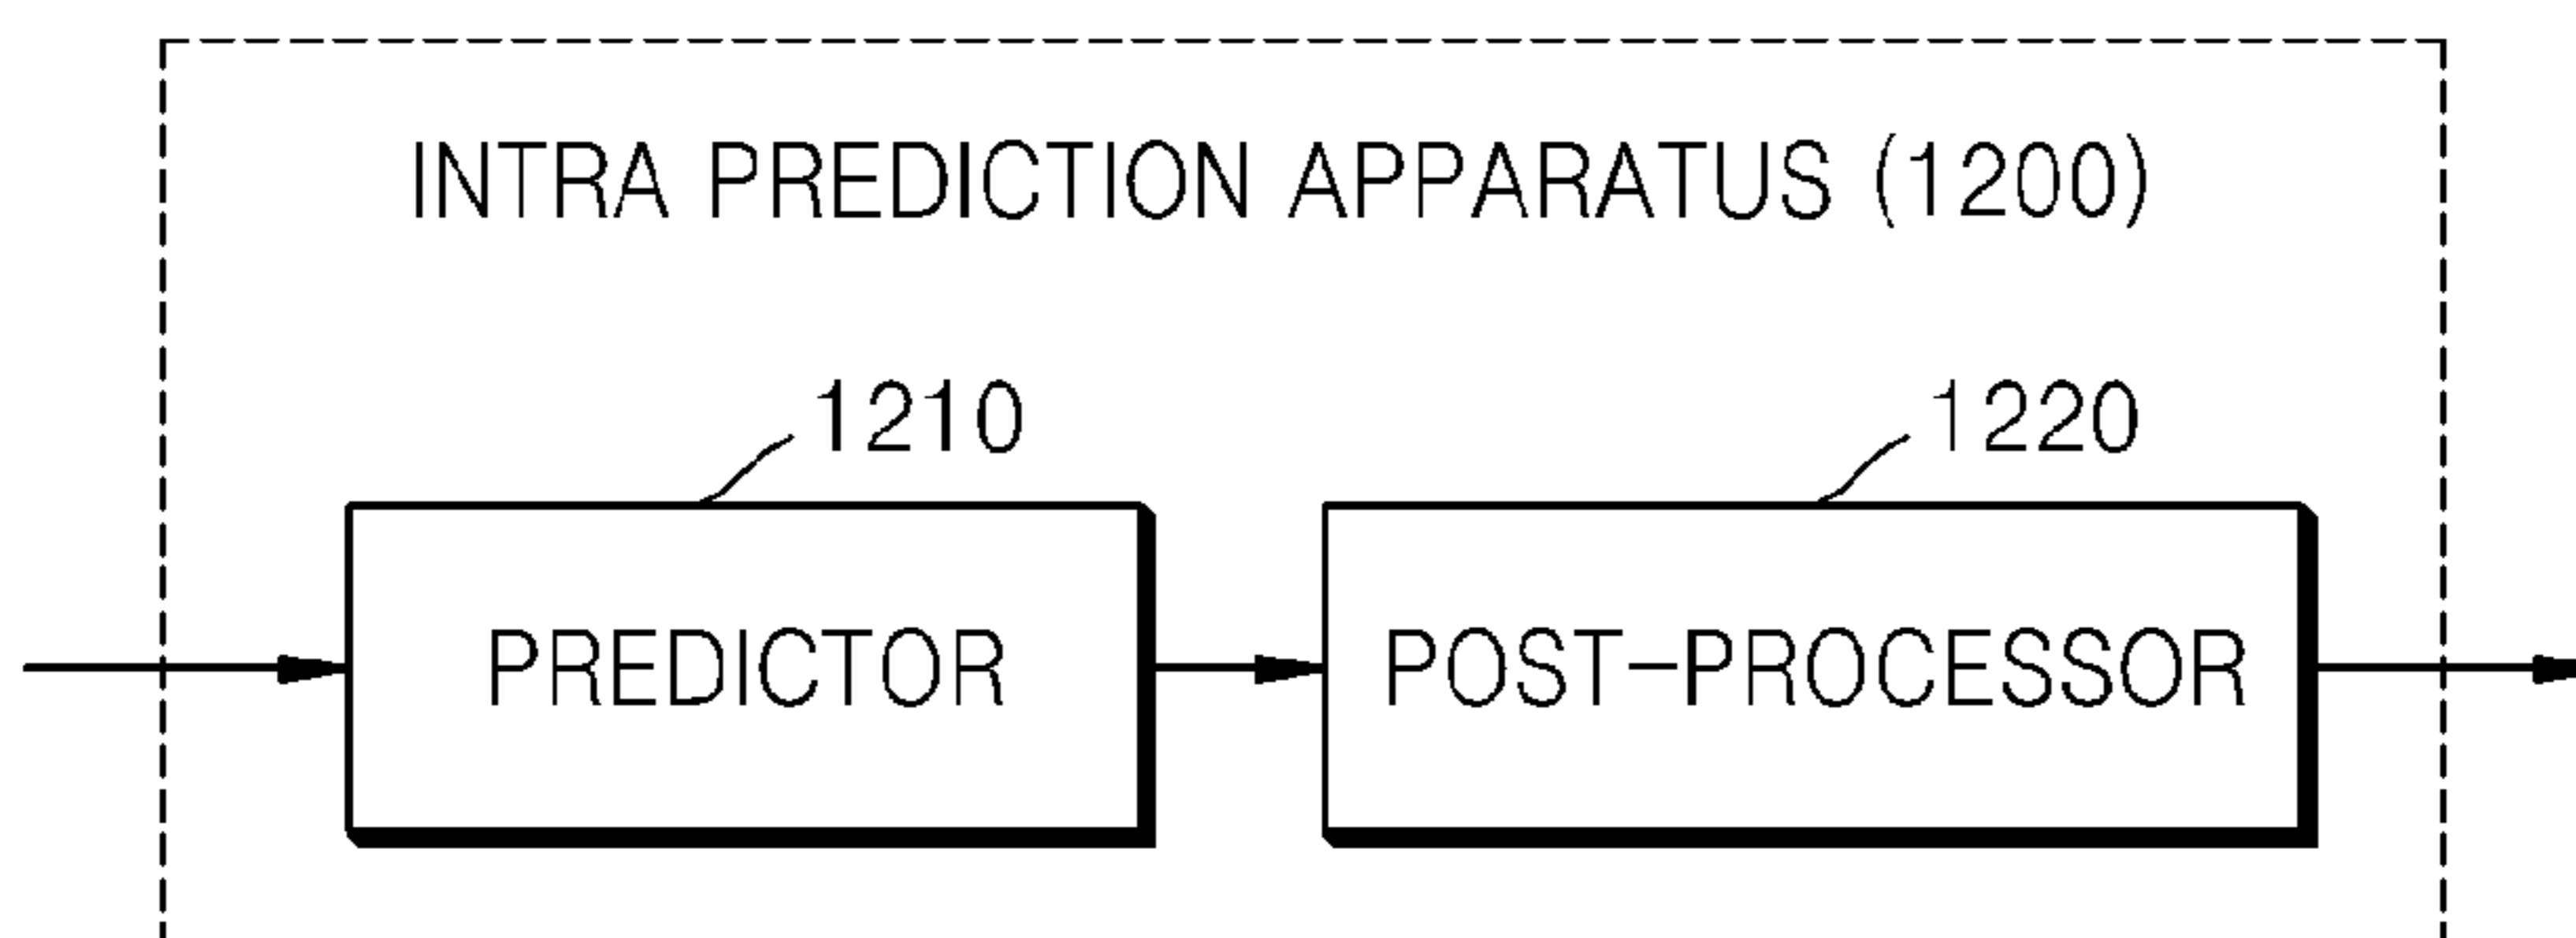 INTRA PREDICTION APPARATUS (1200)
1210 1220
PREDICTOR POST-PROCESSOR